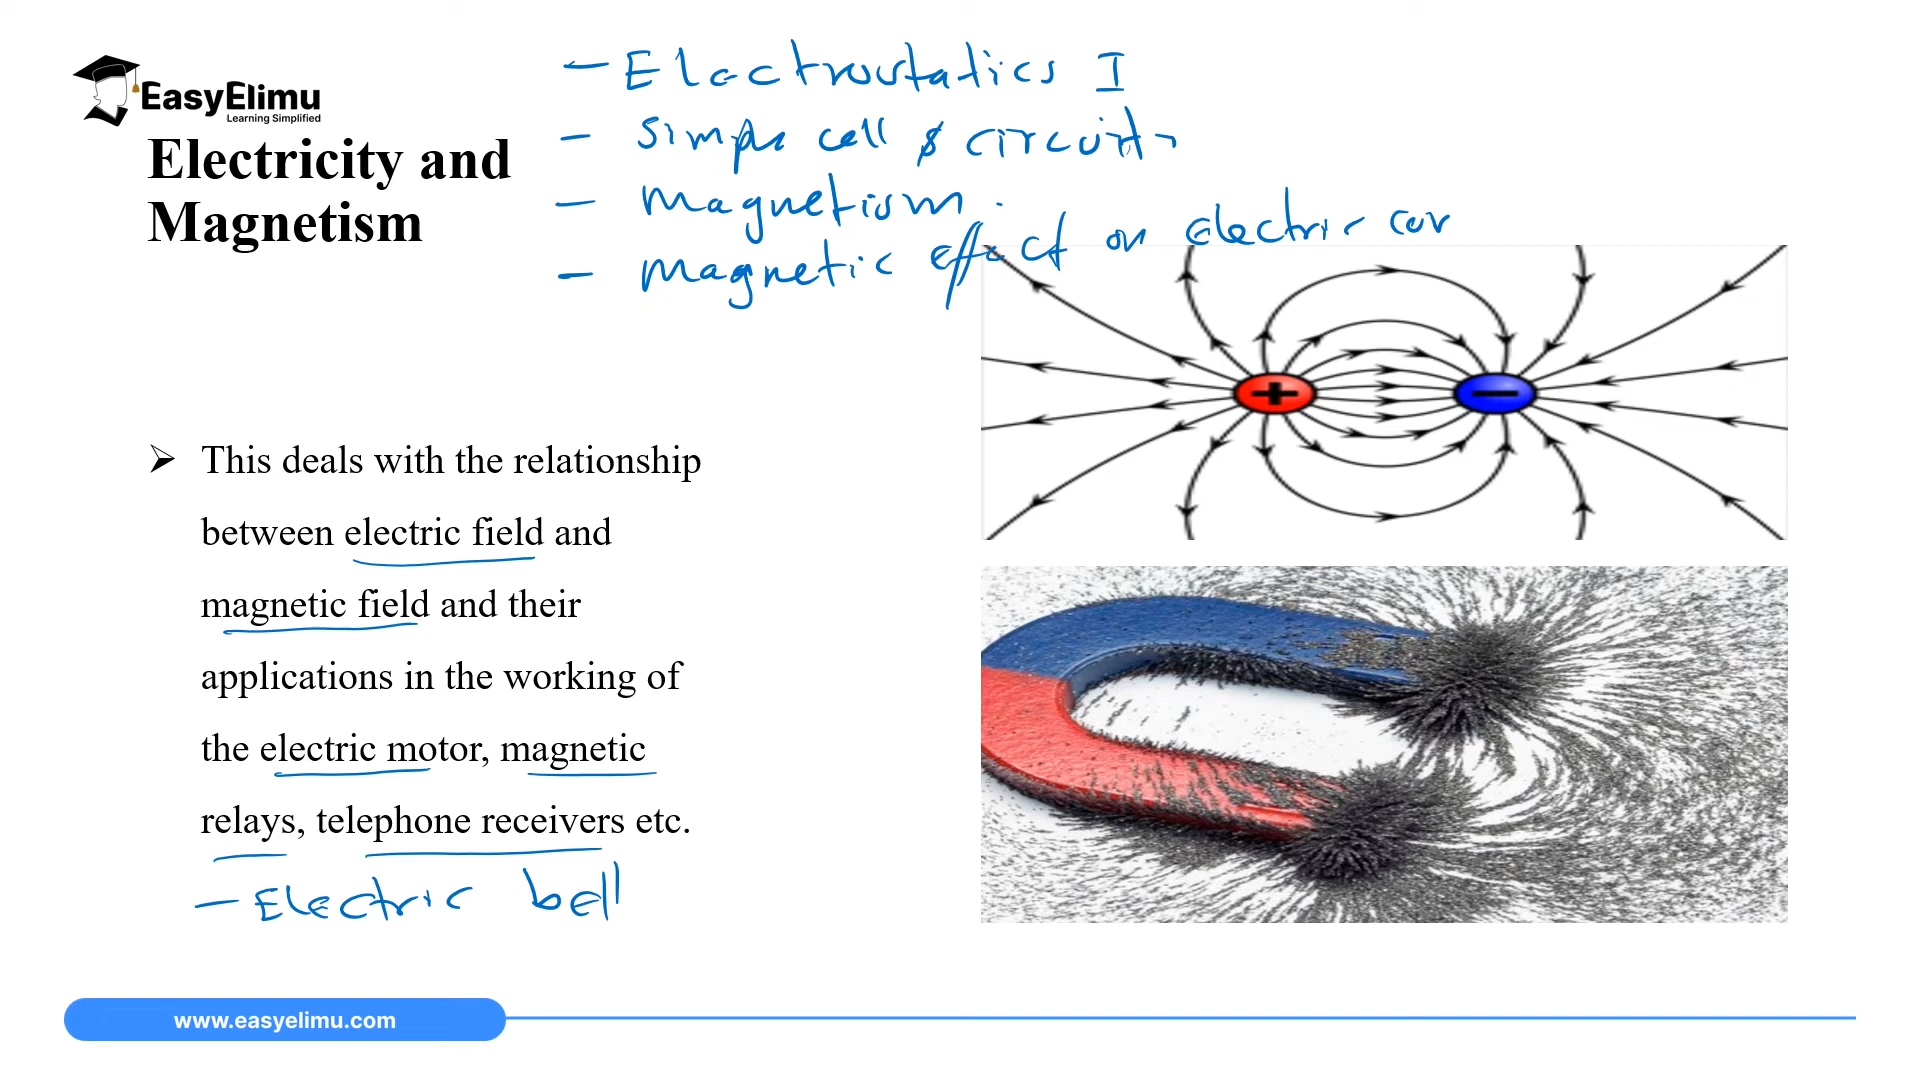 EasyElimu
Learning Simplified
Electricity and
Magnetism
- Electrostatics I
- Simple cell & circuits
- Magnetism.
- Magnetic effect on electric cur
This deals with the relationship
between electric field and
magnetic field and their
applications in the working of
the electric motor, magnetic
relays, telephone receivers etc.
- Electric bell
+
−
www.easyelimu.com